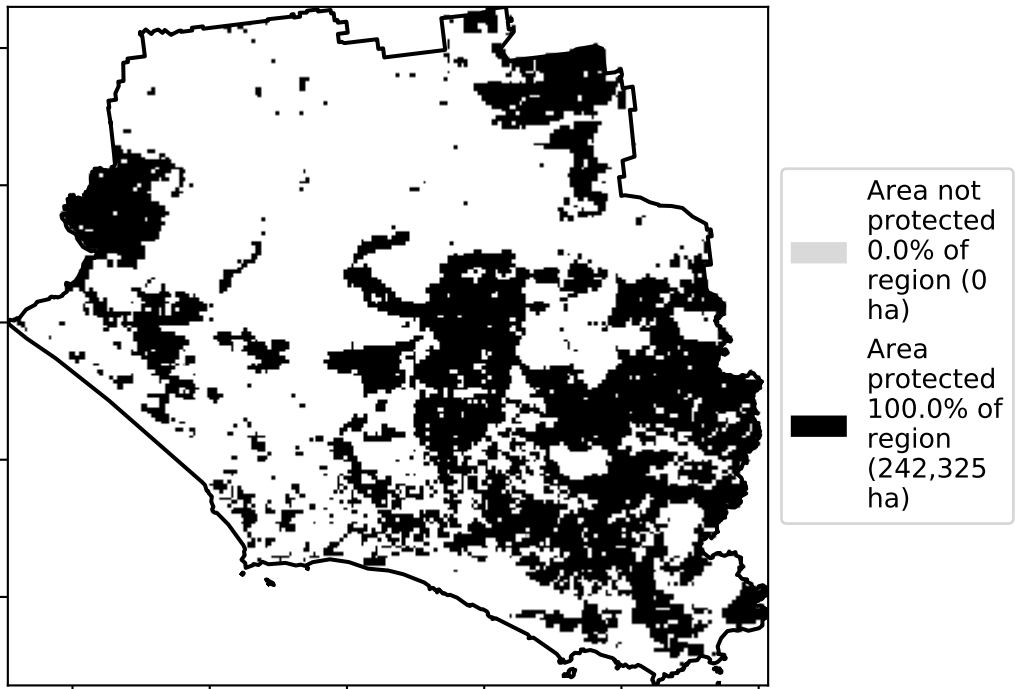 Area not
protected
0.0% of
region (0
ha)
Area
protected
100.0% of
region
(242,325
ha)